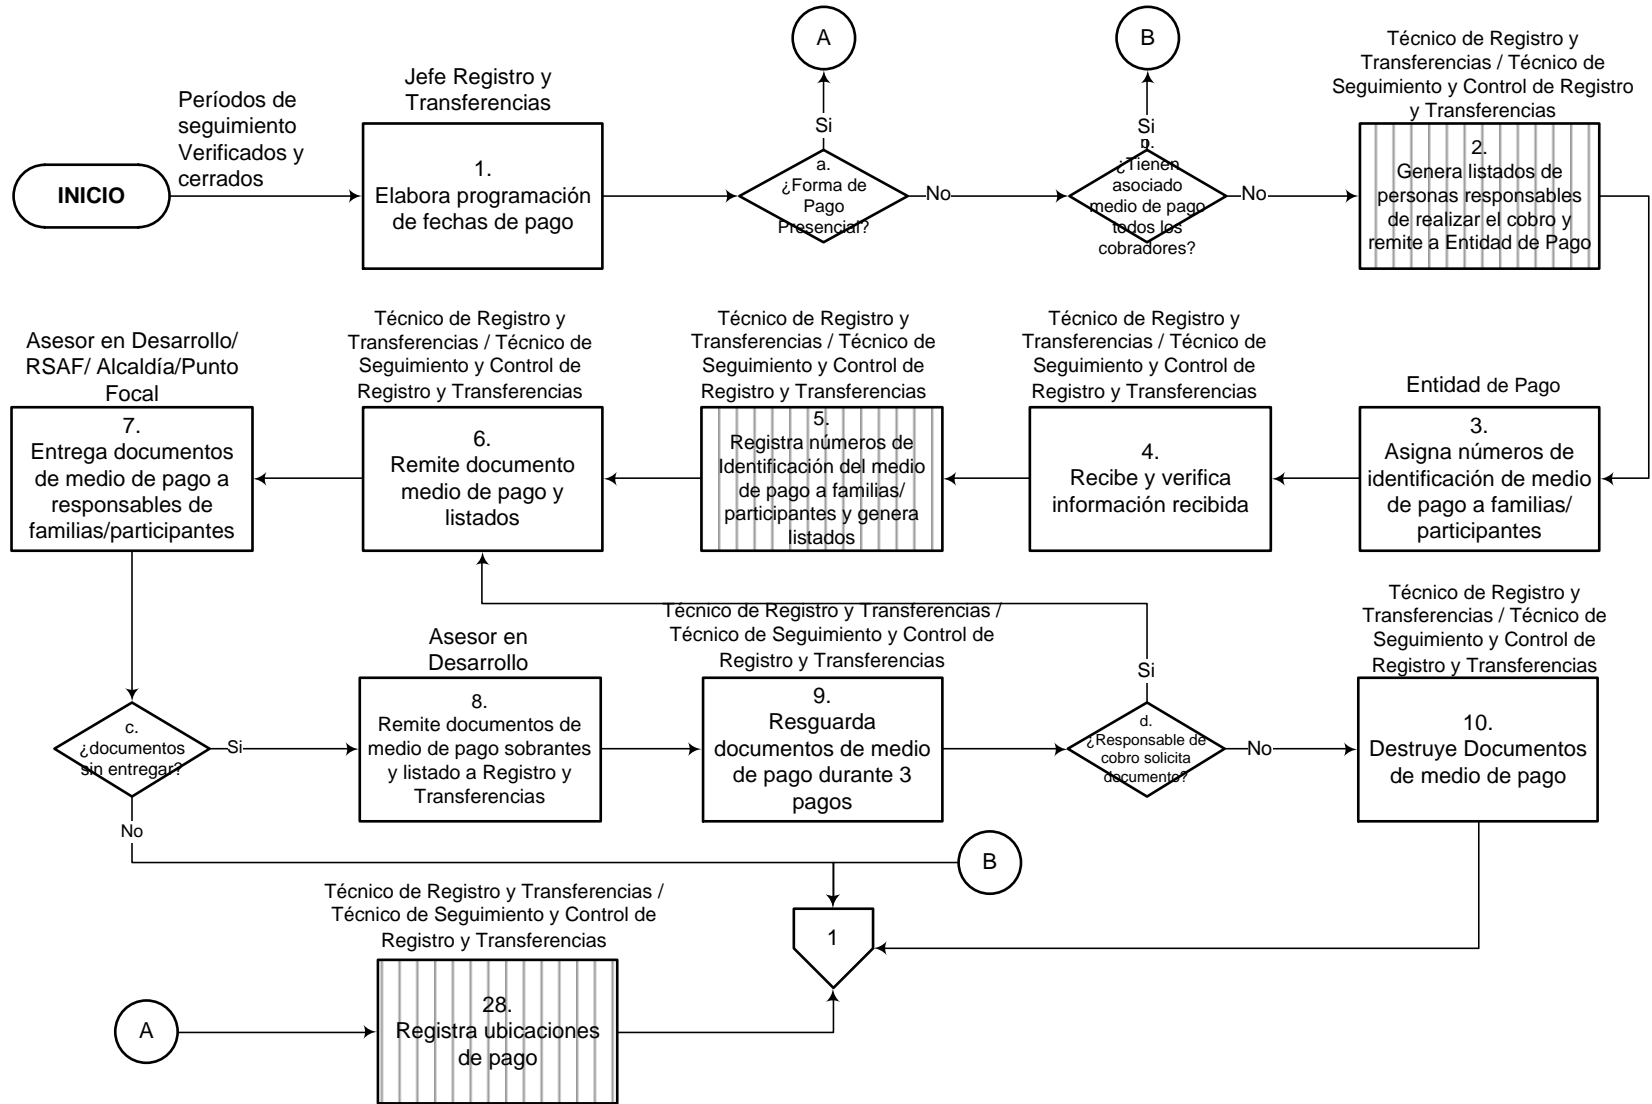 INICIO
Períodos de
seguimiento
Verificados y
cerrados
Jefe Registro y
Transferencias
1.
Elabora programación
de fechas de pago
A
Si
a.
¿Forma de
Pago
Presencial?
No
B
Si
b.
¿Tienen
asociado
medio de pago
todos los
cobradores?
No
Técnico de Registro y
Transferencias / Técnico de
Seguimiento y Control de Registro
y Transferencias
2.
Genera listados de
personas responsables
de realizar el cobro y
remite a Entidad de Pago
Entidad de Pago
3.
Asigna números de
identificación de medio
de pago a familias/
participantes
Técnico de Registro y
Transferencias / Técnico de
Seguimiento y Control de
Registro y Transferencias
4.
Recibe y verifica
información recibida
Técnico de Registro y
Transferencias / Técnico de
Seguimiento y Control de
Registro y Transferencias
5.
Registra números de
Identificación del medio
de pago a familias/
participantes y genera
listados
Técnico de Registro y
Transferencias / Técnico de
Seguimiento y Control de
Registro y Transferencias
6.
Remite documento
medio de pago y
listados
Asesor en Desarrollo/
RSAF/ Alcaldía/Punto
Focal
7.
Entrega documentos
de medio de pago a
responsables de
familias/participantes
c.
¿documentos
sin entregar?
Si
No
Asesor en
Desarrollo
8.
Remite documentos de
medio de pago sobrantes
y listado a Registro y
Transferencias
Técnico de Registro y Transferencias /
Técnico de Seguimiento y Control de
Registro y Transferencias
9.
Resguarda
documentos de medio
de pago durante 3
pagos
Si
d.
¿Responsable de
cobro solicita
documento?
No
Técnico de Registro y
Transferencias / Técnico de
Seguimiento y Control de
Registro y Transferencias
10.
Destruye Documentos
de medio de pago
B
1
A
Técnico de Registro y Transferencias /
Técnico de Seguimiento y Control de
Registro y Transferencias
28.
Registra ubicaciones
de pago